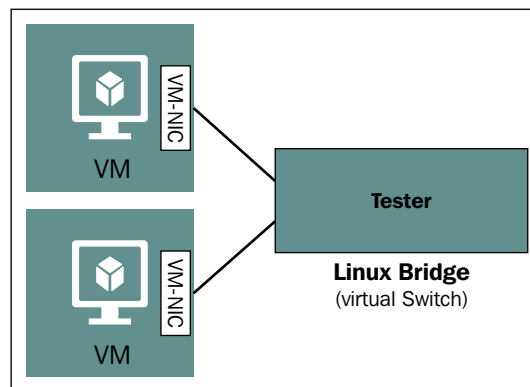 VM-NIC
VM
Tester
Linux Bridge
(virtual Switch)
VM-NIC
VM